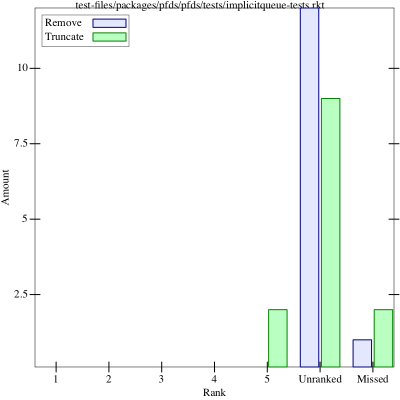 test-files/packages/pfds/pfds/tests/implicitqueue-tests.rkt
Remove
Truncate
10
7.5
5
2.5
Amount
1 2 3 4 5 Unranked Missed
Rank